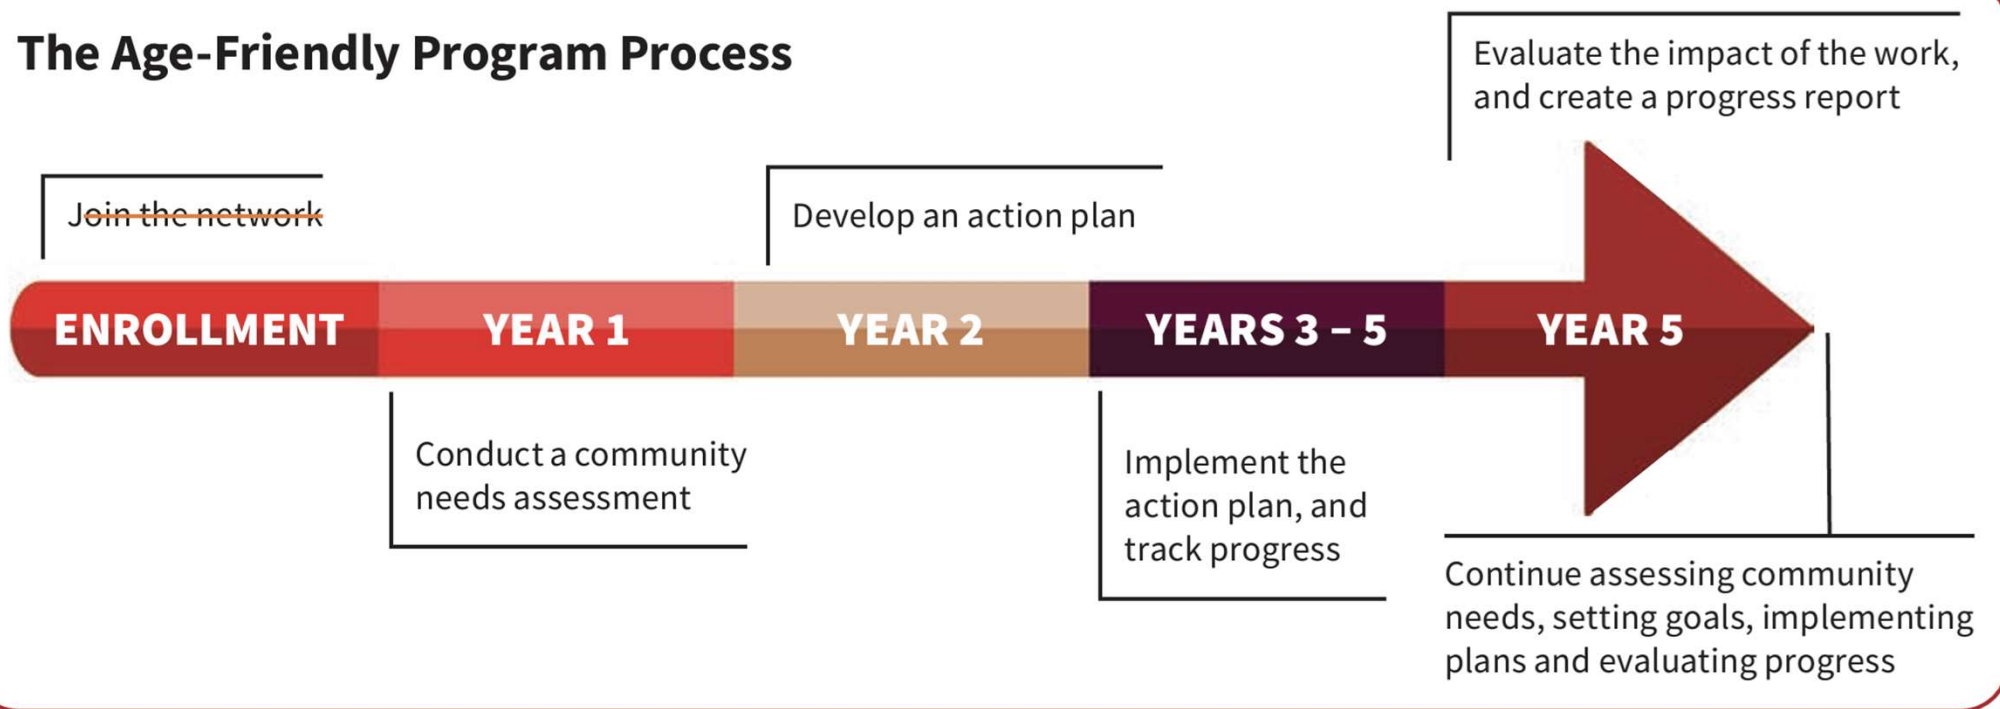 The Age-Friendly Program Process
Evaluate the impact of the work,
and create a progress report
Join the network
Develop an action plan
ENROLLMENT
YEAR 1
YEAR 2
YEARS 3 – 5
YEAR 5
Conduct a community
needs assessment
Implement the
action plan, and
track progress
Continue assessing community
needs, setting goals, implementing
plans and evaluating progress